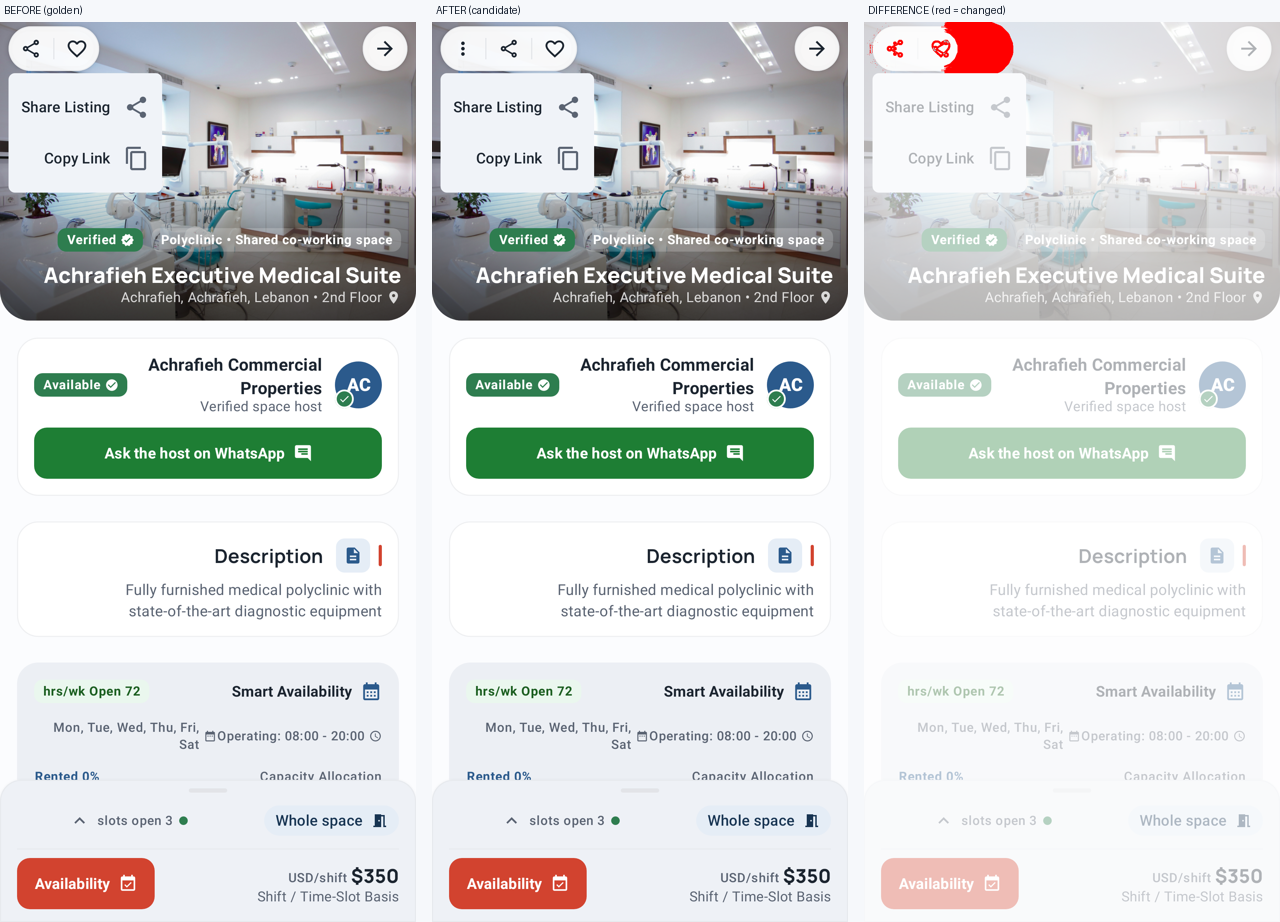 BEFORE (golden)
Share Listing
Copy Link
Verified
Polyclinic • Shared co-working space
Achrafieh Executive Medical Suite
Achrafieh, Achrafieh, Lebanon • 2nd Floor
Available
Achrafieh Commercial
Properties
AC
Verified space host
Ask the host on WhatsApp
Description
Fully furnished medical polyclinic with
state-of-the-art diagnostic equipment
hrs/wk Open 72
Smart Availability
Mon, Tue, Wed, Thu, Fri,
Sat
Operating: 08:00 - 20:00
Rented 0%
Capacity Allocation
slots open 3
Whole space
Availability
USD/shift $350
Shift / Time-Slot Basis
AFTER (candidate)
Share Listing
Copy Link
Verified
Polyclinic • Shared co-working space
Achrafieh Executive Medical Suite
Achrafieh, Achrafieh, Lebanon • 2nd Floor
Available
Achrafieh Commercial
Properties
AC
Verified space host
Ask the host on WhatsApp
Description
Fully furnished medical polyclinic with
state-of-the-art diagnostic equipment
hrs/wk Open 72
Smart Availability
Mon, Tue, Wed, Thu, Fri,
Sat
Operating: 08:00 - 20:00
Rented 0%
Capacity Allocation
slots open 3
Whole space
Availability
USD/shift $350
Shift / Time-Slot Basis
DIFFERENCE (red = changed)
Share Listing
Copy Link
Verified
Polyclinic • Shared co-working space
Achrafieh Executive Medical Suite
Achrafieh, Achrafieh, Lebanon • 2nd Floor
Available
Achrafieh Commercial
Properties
AC
Verified space host
Ask the host on WhatsApp
Description
Fully furnished medical polyclinic with
state-of-the-art diagnostic equipment
hrs/wk Open 72
Smart Availability
Mon, Tue, Wed, Thu, Fri,
Sat
Operating: 08:00 - 20:00
Rented 0%
Capacity Allocation
slots open 3
Whole space
Availability
USD/shift $350
Shift / Time-Slot Basis